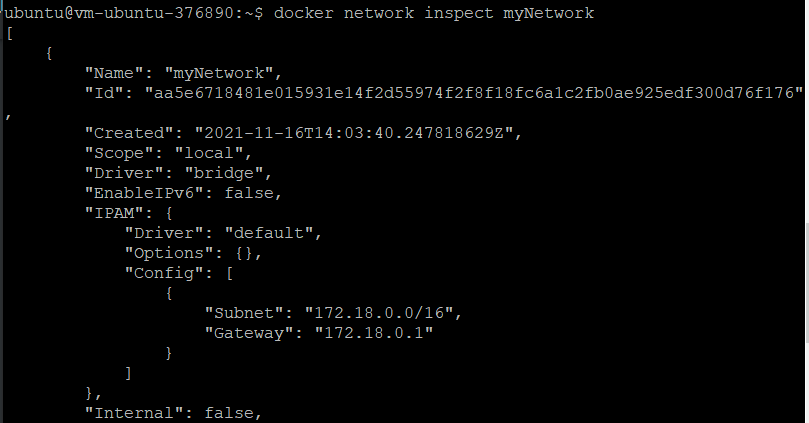 ubuntu@vm-ubuntu-376890:~$ docker network inspect myNetwork
[
    {
        "Name": "myNetwork",
        "Id": "aa5e6718481e015931e14f2d55974f2f8f18fc6a1c2fb0ae925edf300d76f176"
,
        "Created": "2021-11-16T14:03:40.247818629Z",
        "Scope": "local",
        "Driver": "bridge",
        "EnableIPv6": false,
        "IPAM": {
            "Driver": "default",
            "Options": {},
            "Config": [
                {
                    "Subnet": "172.18.0.0/16",
                    "Gateway": "172.18.0.1"
                }
            ]
        },
        "Internal": false,